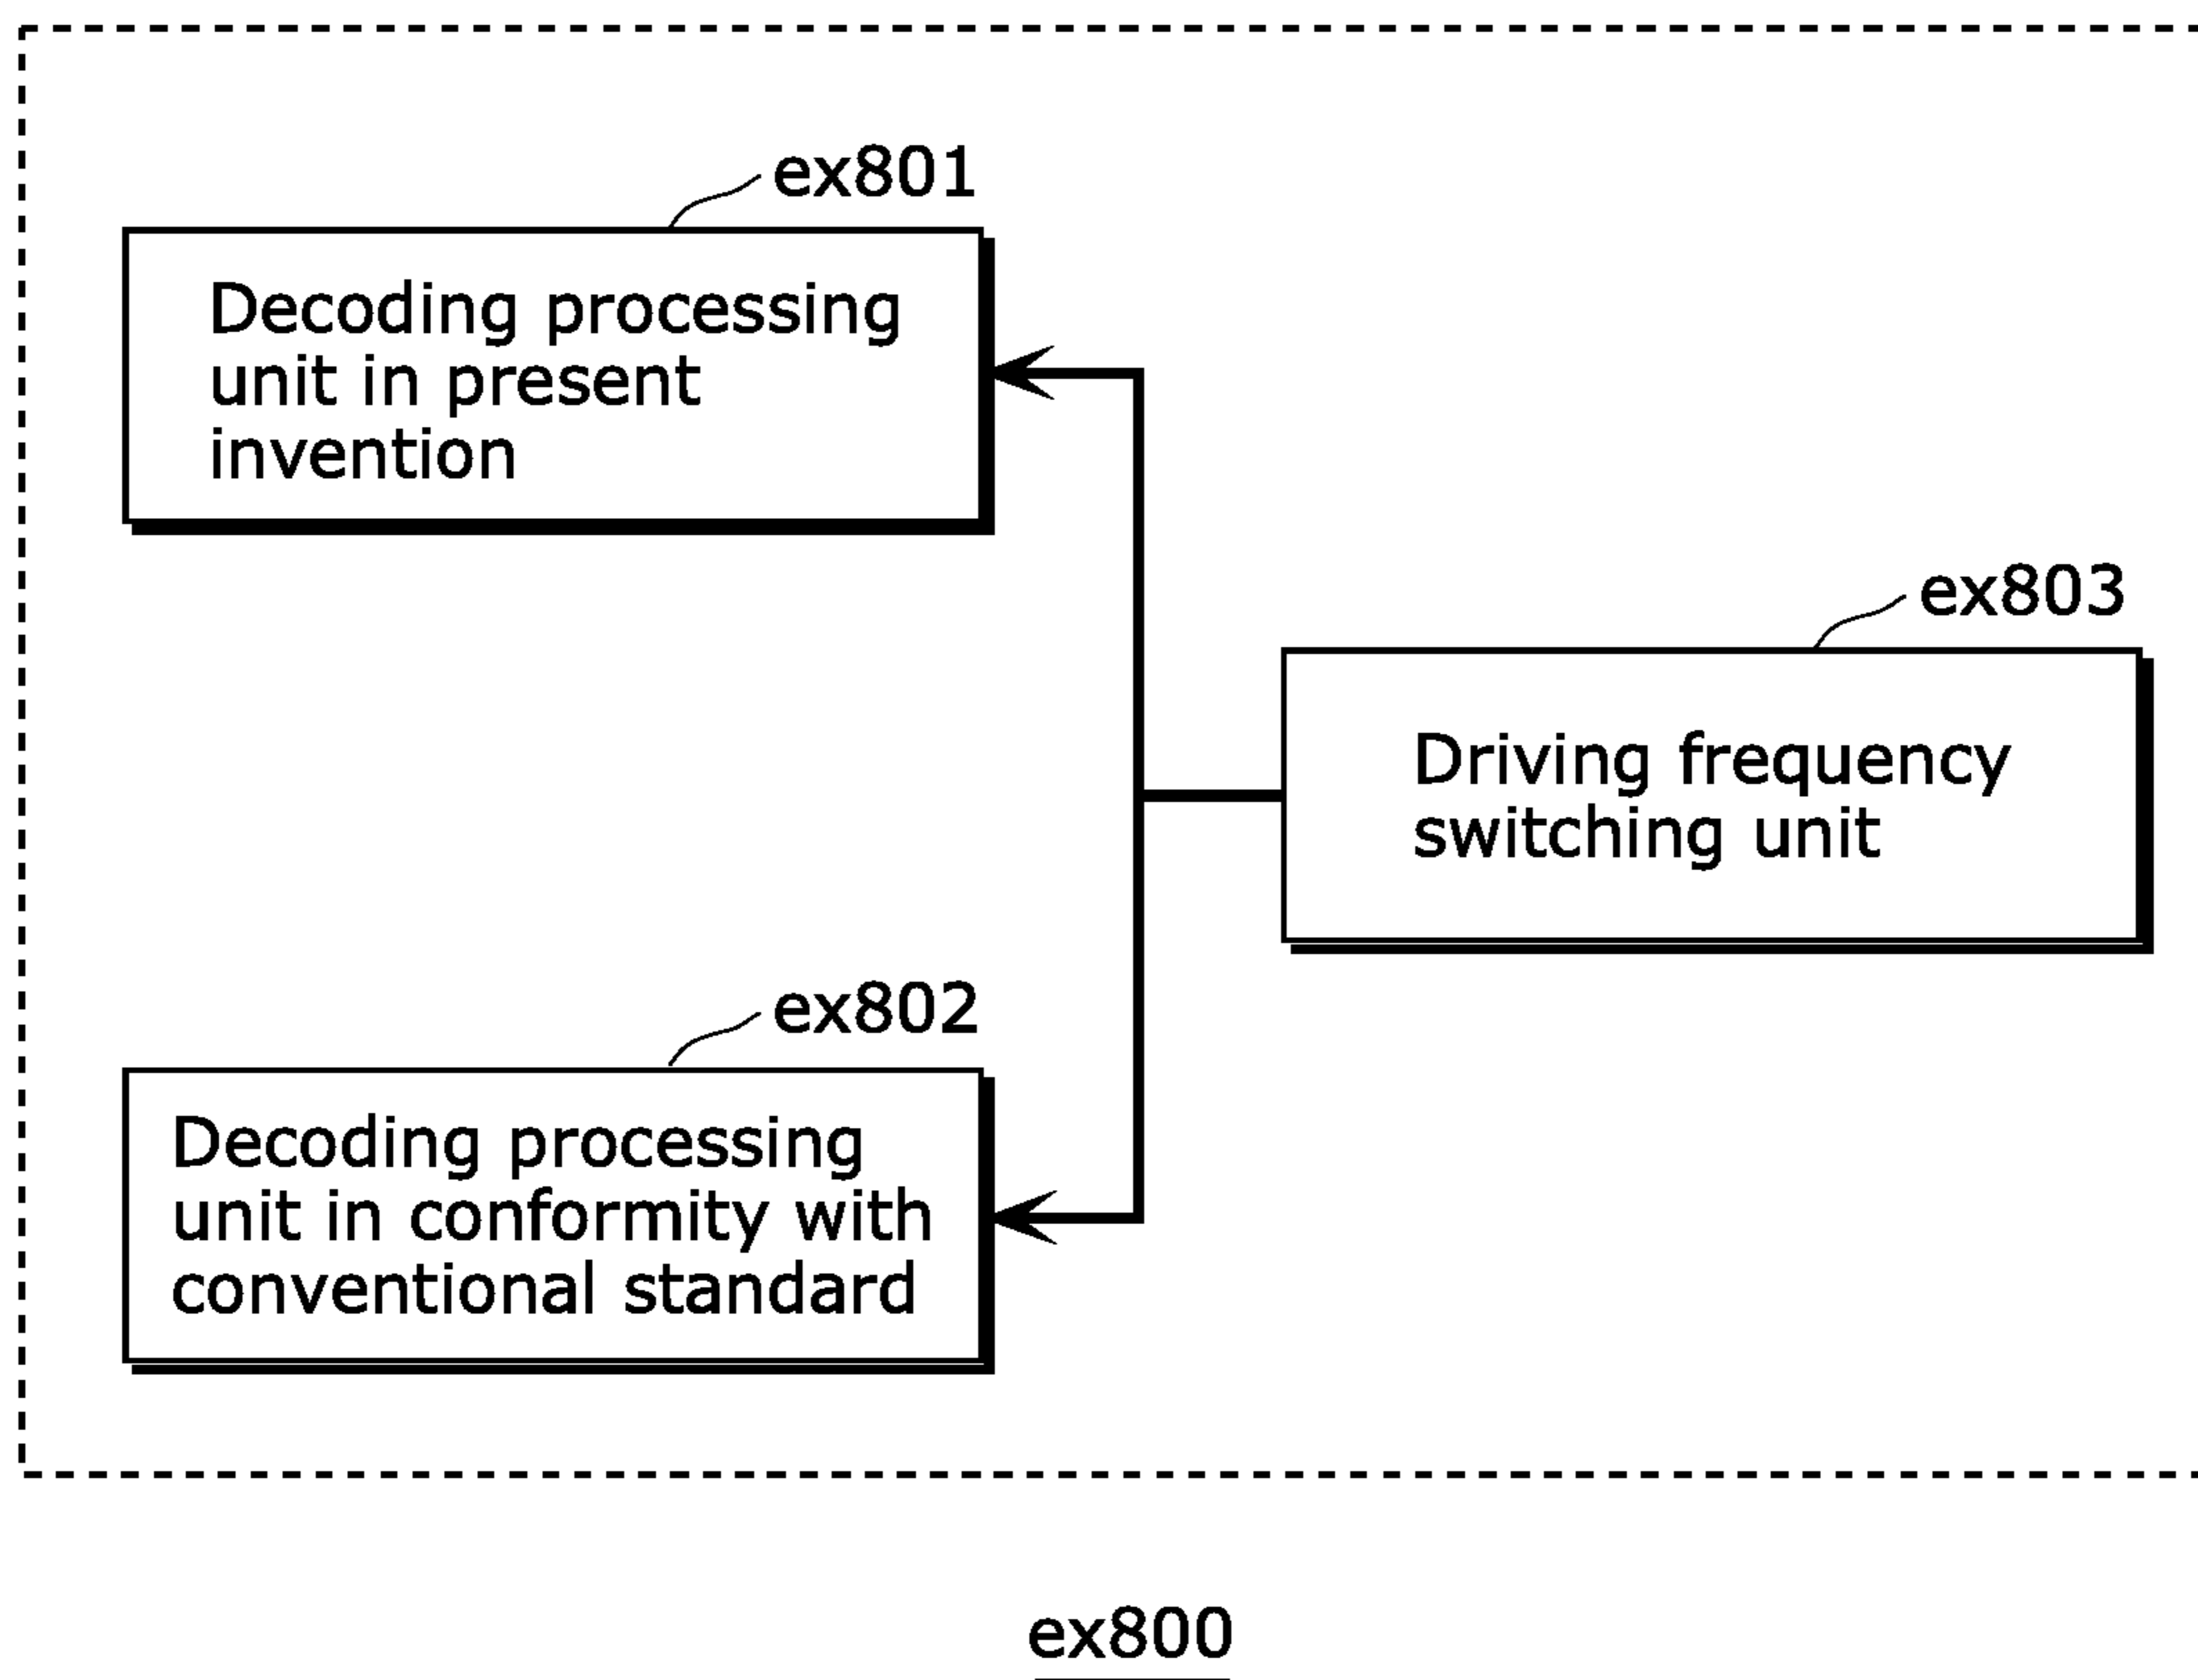 ex801
Decoding processing
unit in present
invention
ex803
Driving frequency
switching unit
ex802
Decoding processing
unit in conformity with
conventional standard
ex800